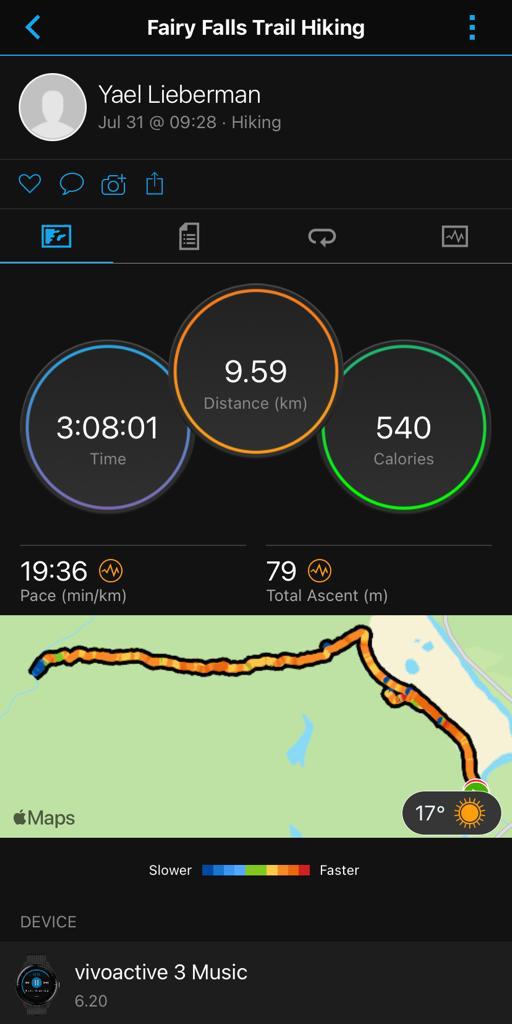 Fairy Falls Trail Hiking
Yael Lieberman
Jul 31 @ 09:28 · Hiking
9.59
Distance (km)
3:08:01
Time
540
Calories
19:36
Pace (min/km)
79
Total Ascent (m)
Maps
17°
Slower
Faster
DEVICE
vivoactive 3 Music
6.20